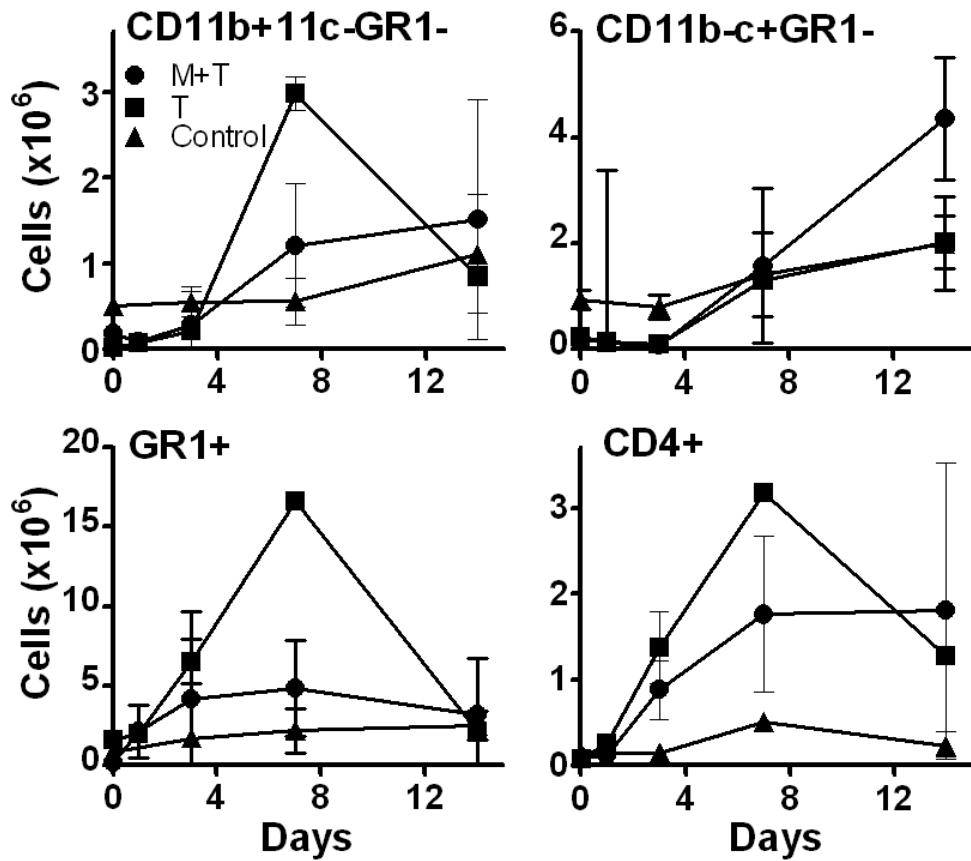 CD11b+11c-GR1-
M+T
T
Control
Cells (x10⁶)
3
2
1
0
0 4 8 12
CD11b-c+GR1-
6
4
2
0
0 4 8 12
GR1+
Cells (x10⁶)
20
15
10
5
0
0 4 8 12
Days
CD4+
3
2
1
0
0 4 8 12
Days